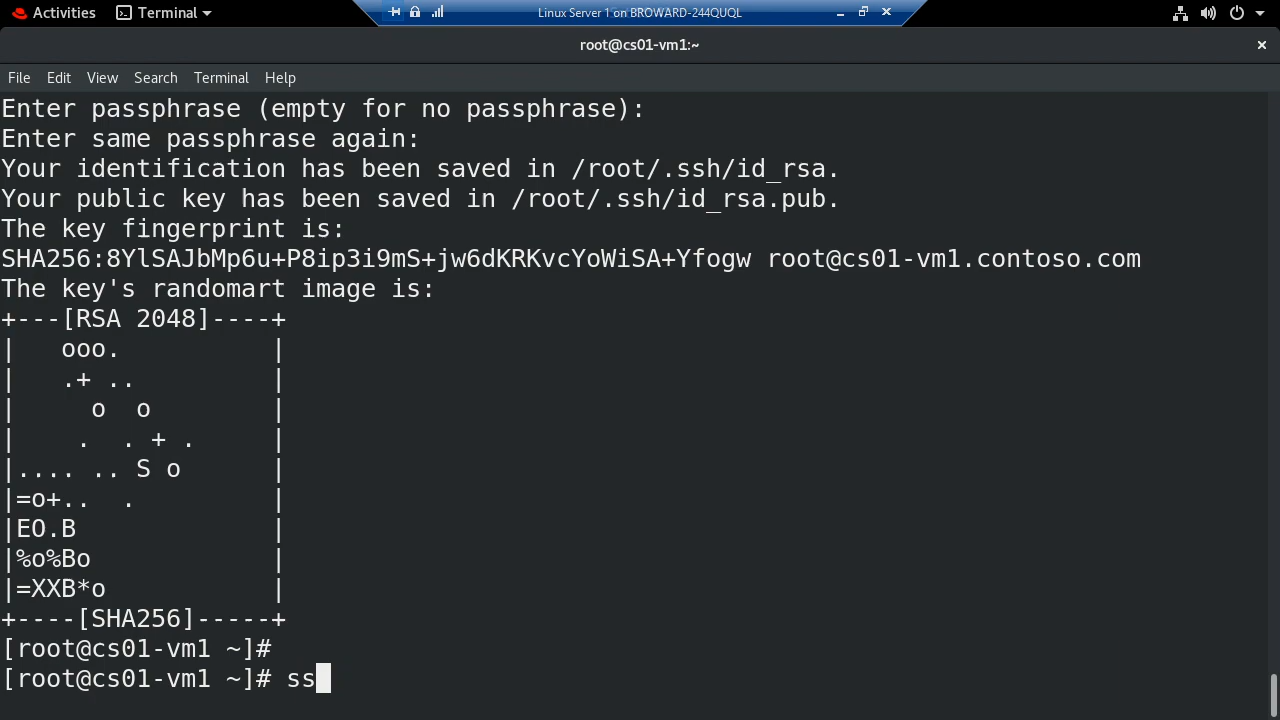 Activities Terminal Linux Server 1 on BROWARD-244QUQL
root@cs01-vm1:~
File Edit View Search Terminal Help
Enter passphrase (empty for no passphrase):
Enter same passphrase again:
Your identification has been saved in /root/.ssh/id_rsa.
Your public key has been saved in /root/.ssh/id_rsa.pub.
The key fingerprint is:
SHA256:8YlSAJbMp6u+P8ip3i9mS+jw6dKRKvcYoWiSA+Yfogw root@cs01-vm1.contoso.com
The key's randomart image is:
+---[RSA 2048]----+
|   ooo.          |
|   .+ ..         |
|     o  o        |
|    .  . + .     |
|.... .. S o      |
|=o+..  .         |
|EO.B             |
|%o%Bo            |
|=XXB*o           |
+----[SHA256]-----+
[root@cs01-vm1 ~]#
[root@cs01-vm1 ~]# ss